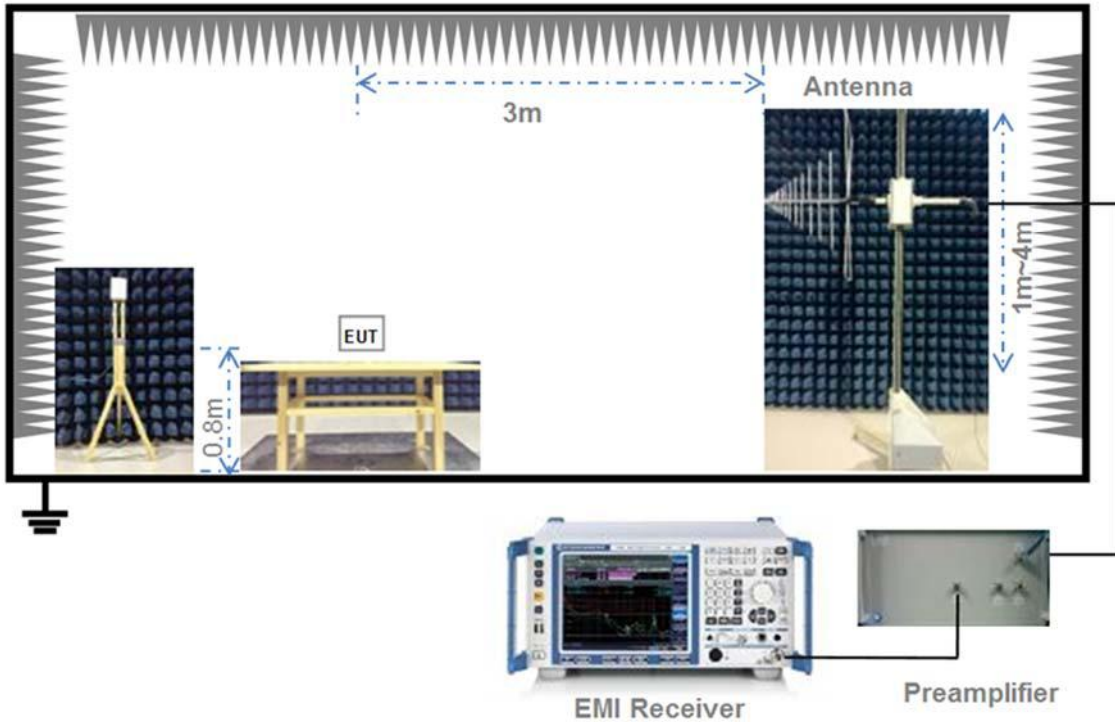 Antenna
3m
1m~4m
EUT
0.8m
EMI Receiver
Preamplifier